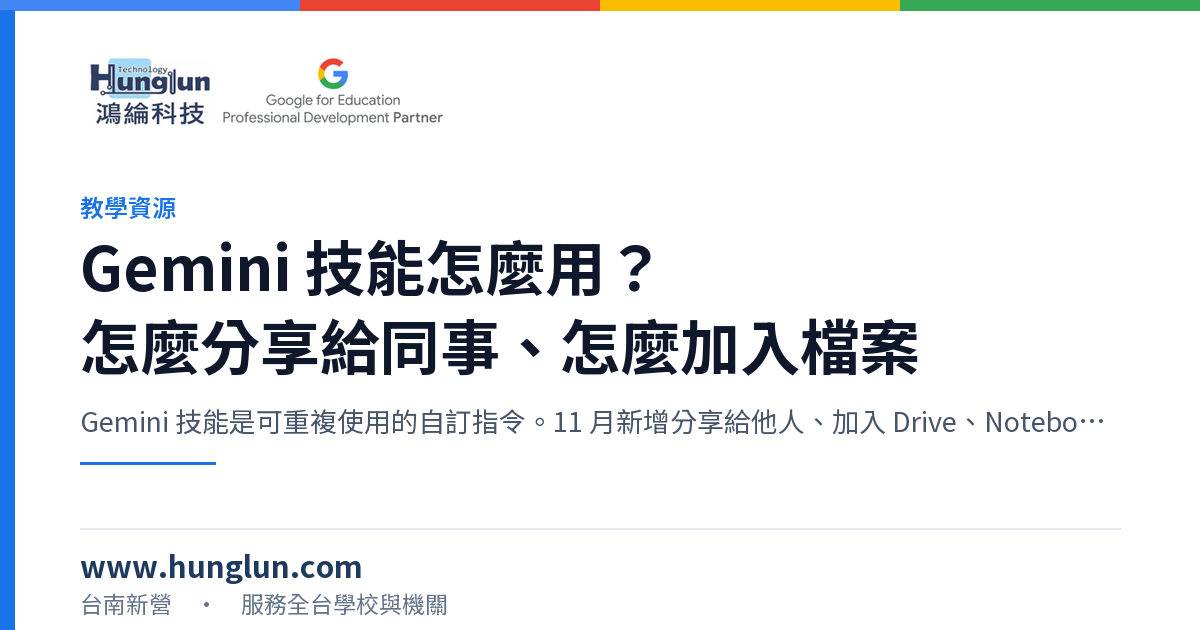 Technology
Hunglun
鴻綸科技
Google for Education
Professional Development Partner
教學資源
Gemini 技能怎麼用？
怎麼分享給同事、怎麼加入檔案
Gemini 技能是可重複使用的自訂指令。11 月新增分享給他人、加入 Drive、Notebo…
www.hunglun.com
台南新營 · 服務全台學校與機關